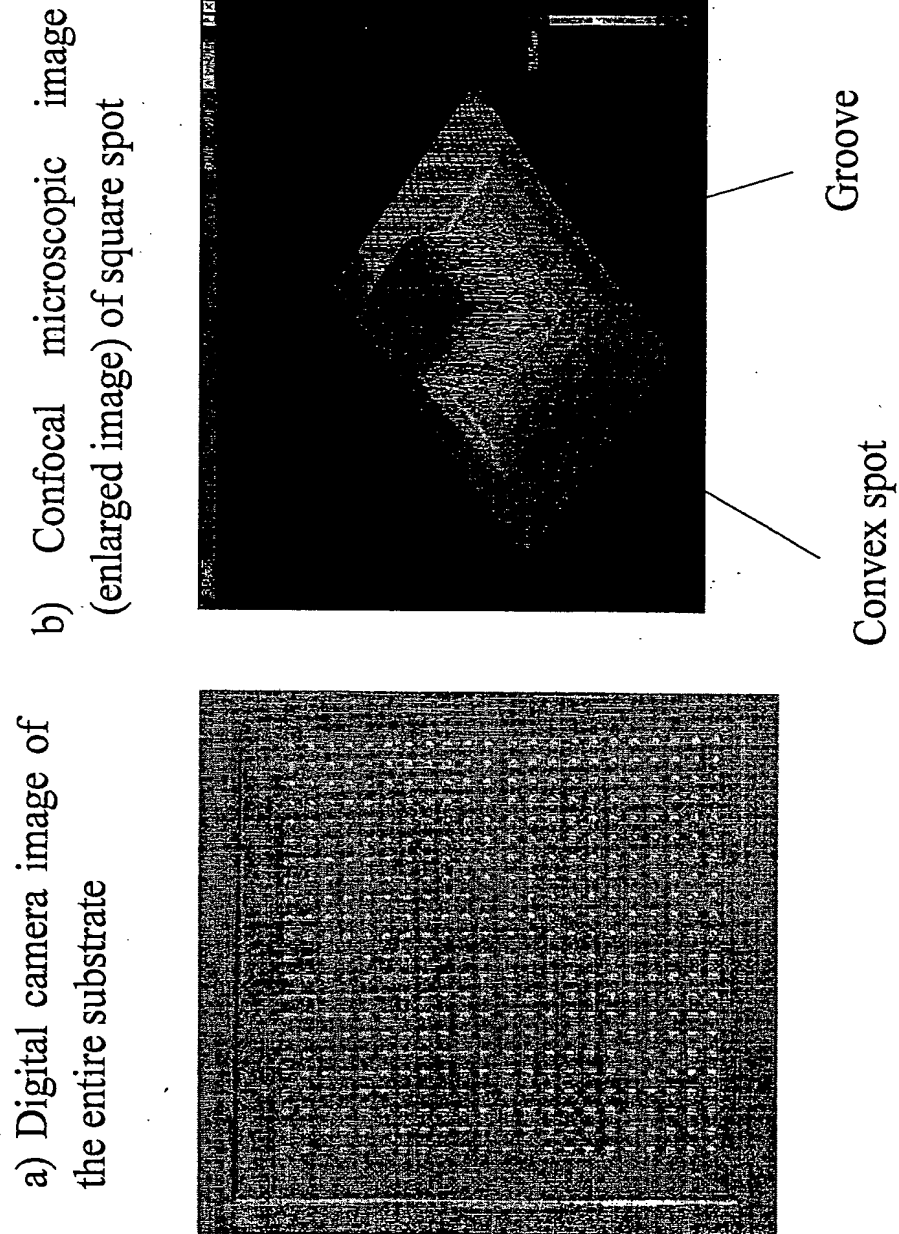 a) Digital camera image of
the entire substrate
b) Confocal microscopic image
(enlarged image) of square spot
Convex spot
Groove